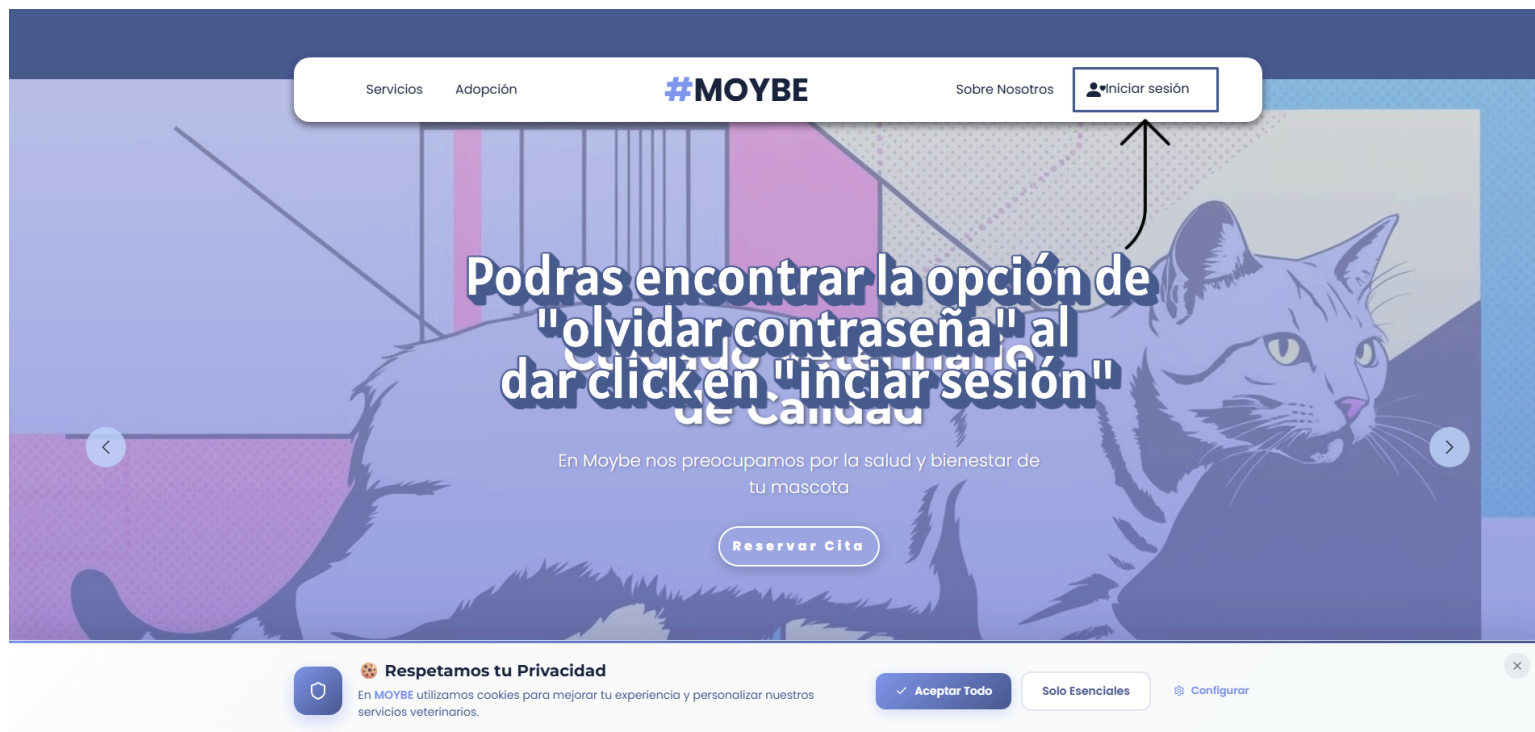 Servicios Adopción #MOYBE Sobre Nosotros Iniciar sesión
Podras encontrar la opción de
"olvidar contraseña" al
dar click en "inciar sesión"
de Calidad
En Moybe nos preocupamos por la salud y bienestar de
tu mascota
Reservar Cita
🍪 Respetamos tu Privacidad
En MOYBE utilizamos cookies para mejorar tu experiencia y personalizar nuestros
servicios veterinarios.
Aceptar Todo Solo Esenciales Configurar